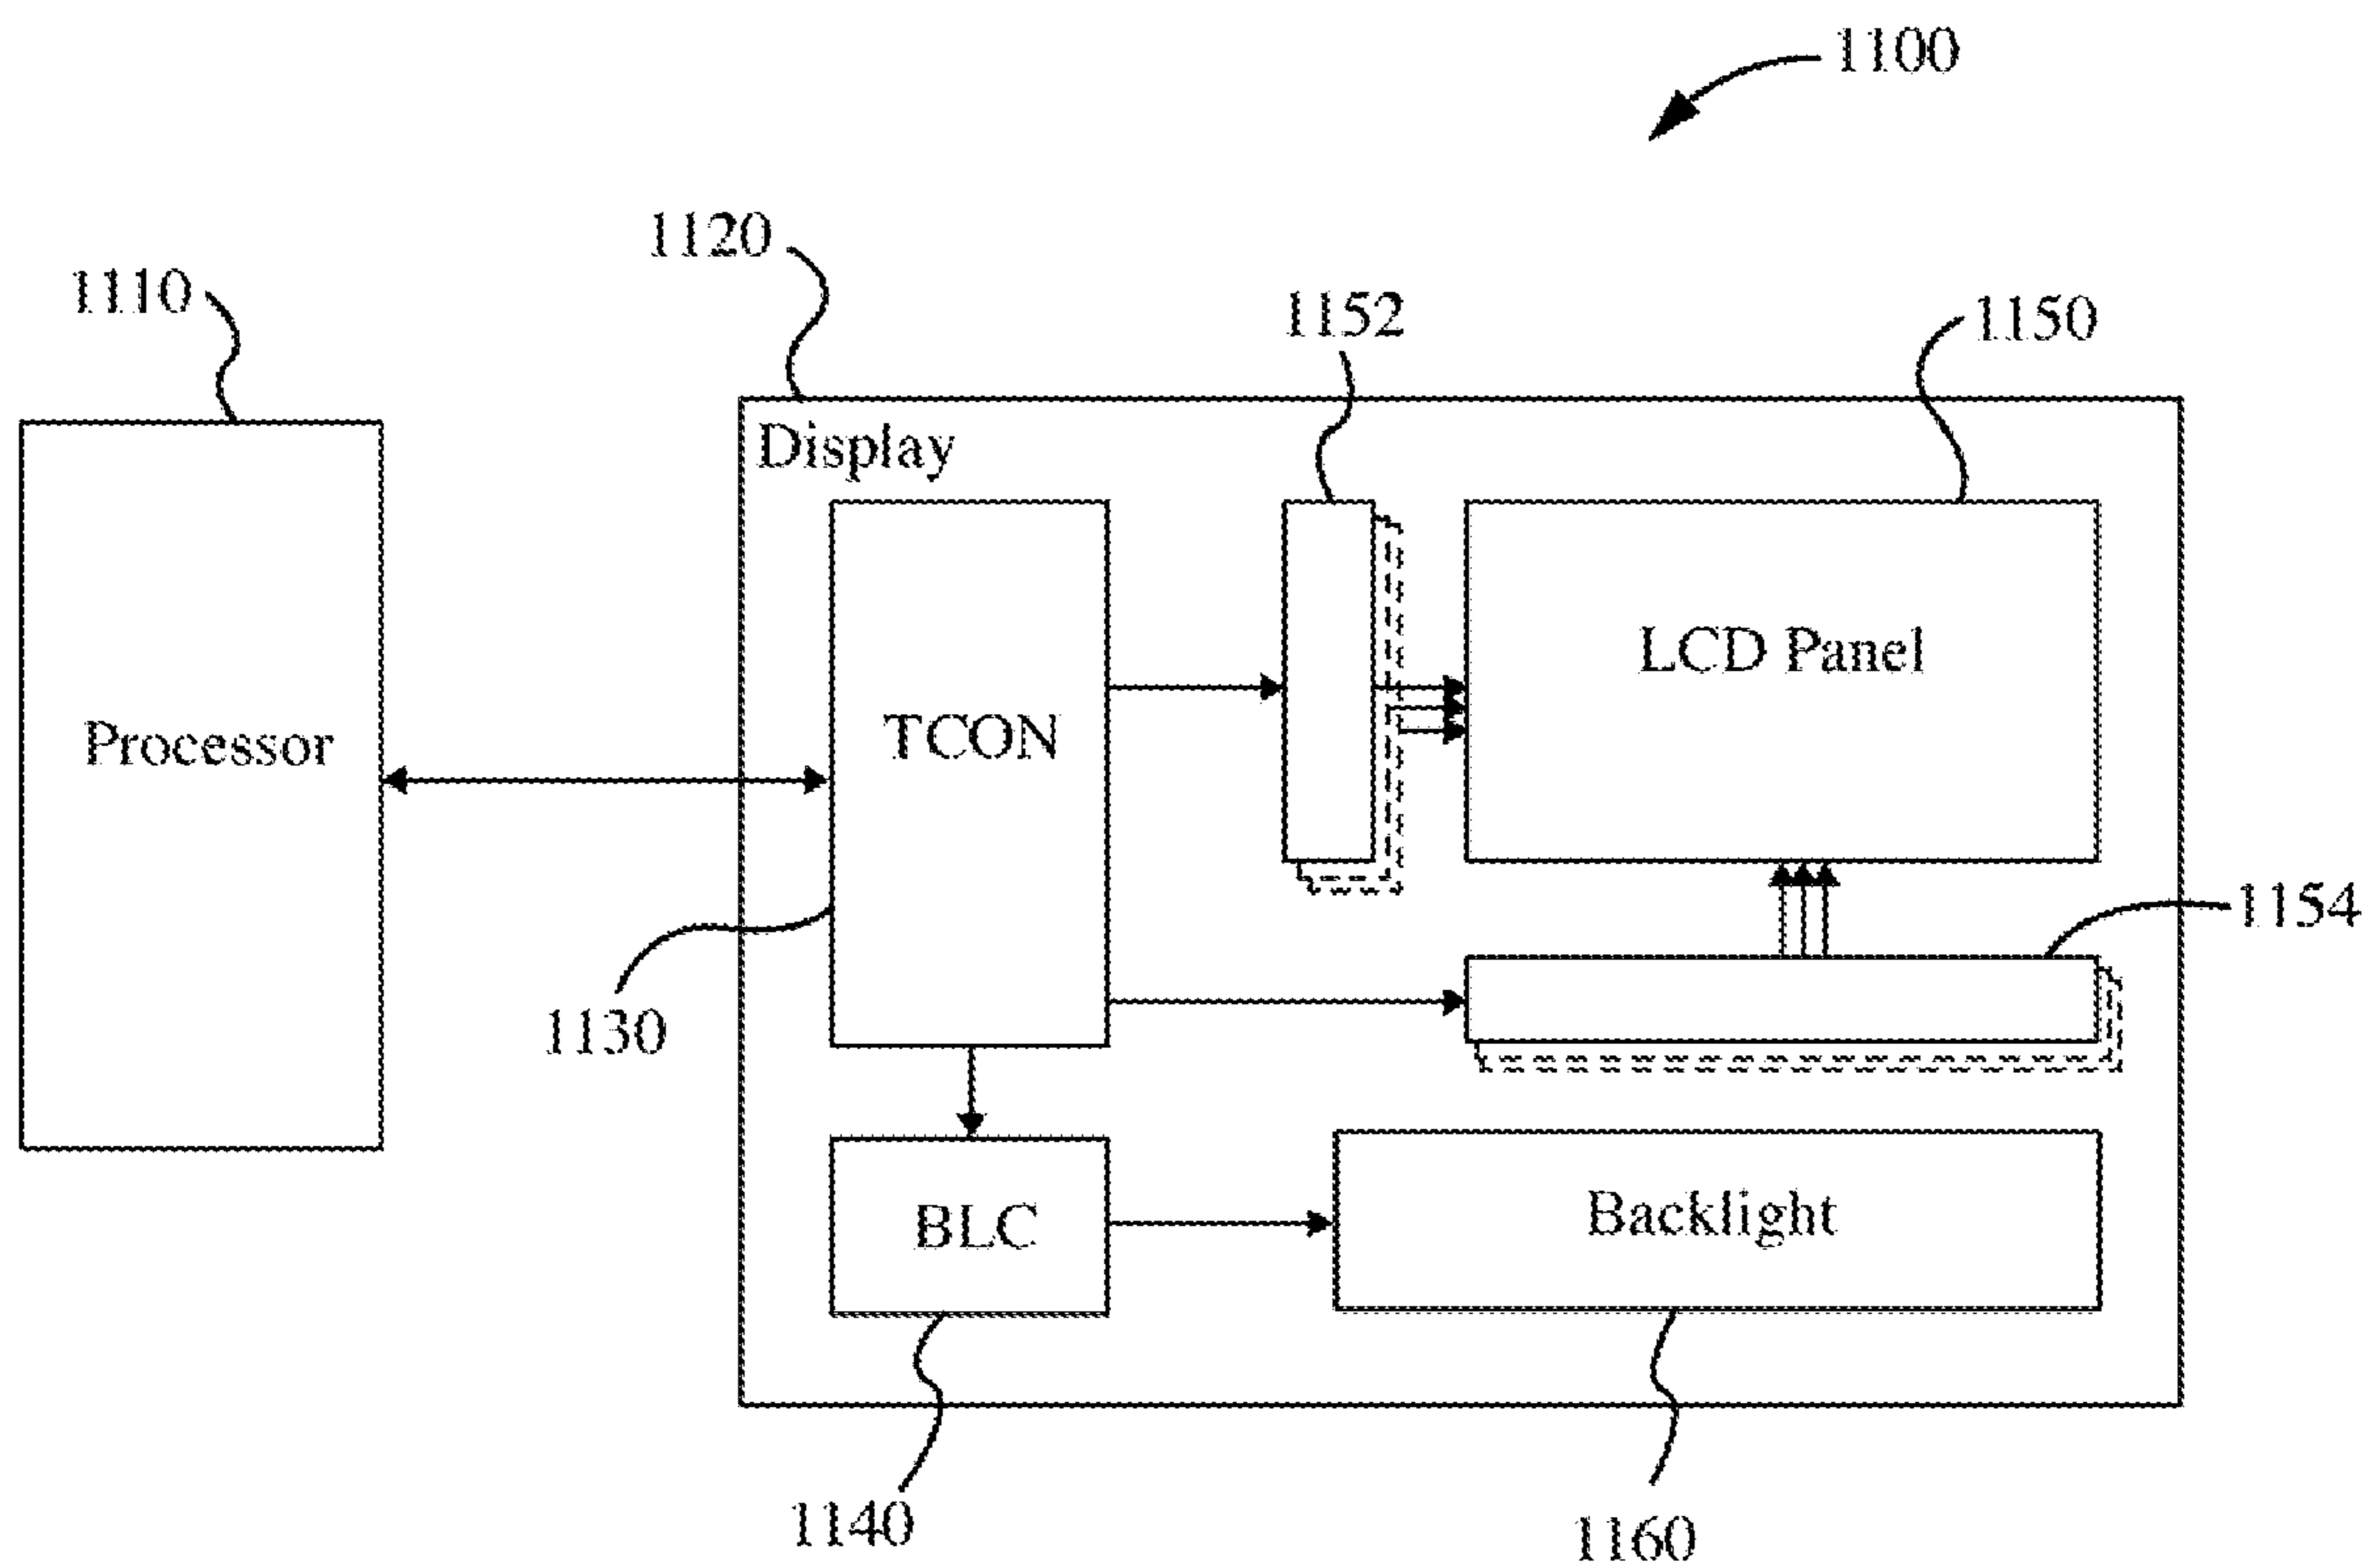 1100
1120
1110
1152
1150
Display
LCD Panel
Processor
TCON
1154
1130
BLC
Backlight
1140
1160